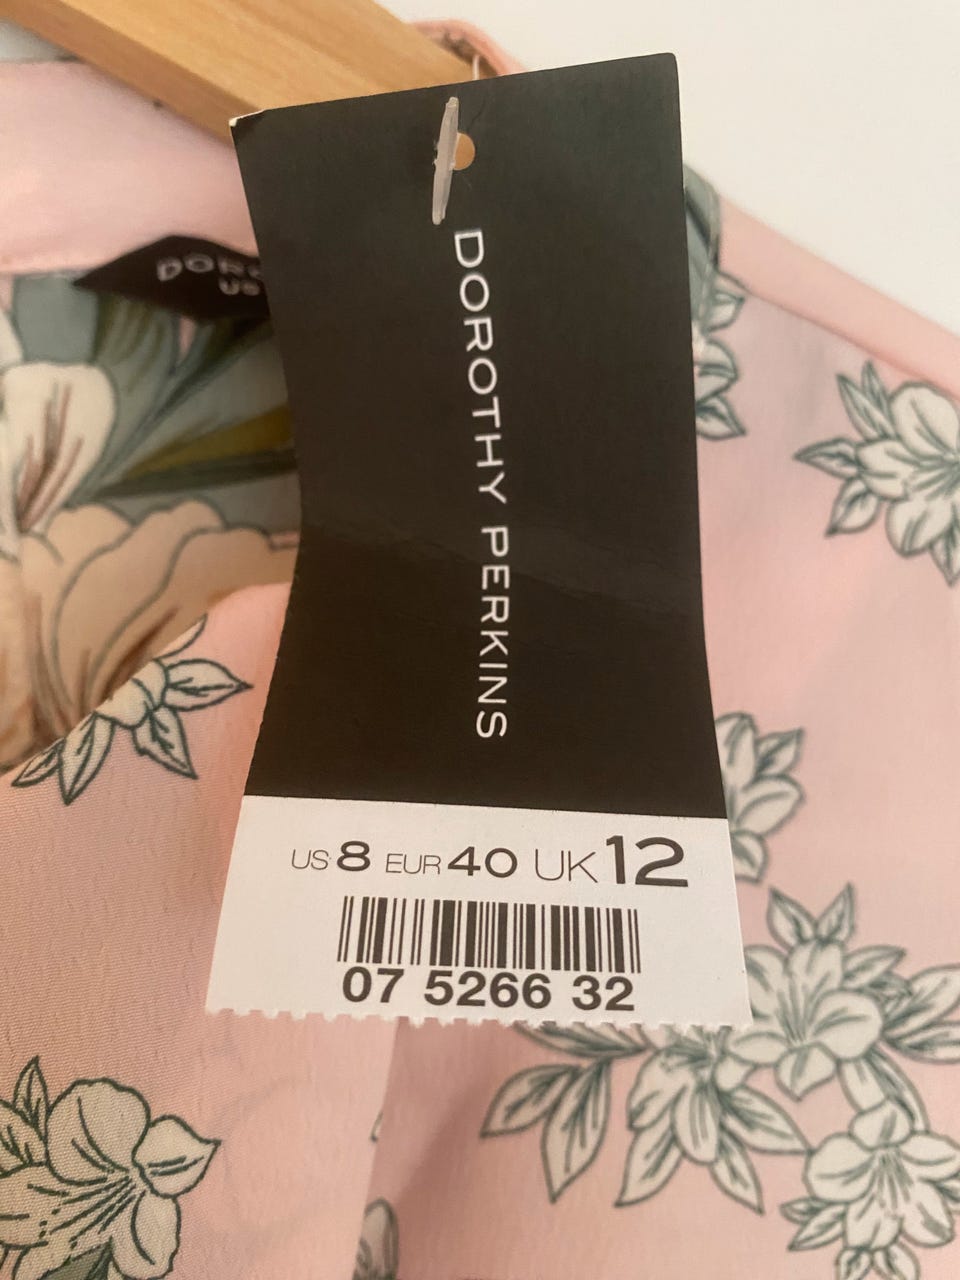 DOROTHY PERKINS
US 8 EUR 40 UK 12
07 5266 32